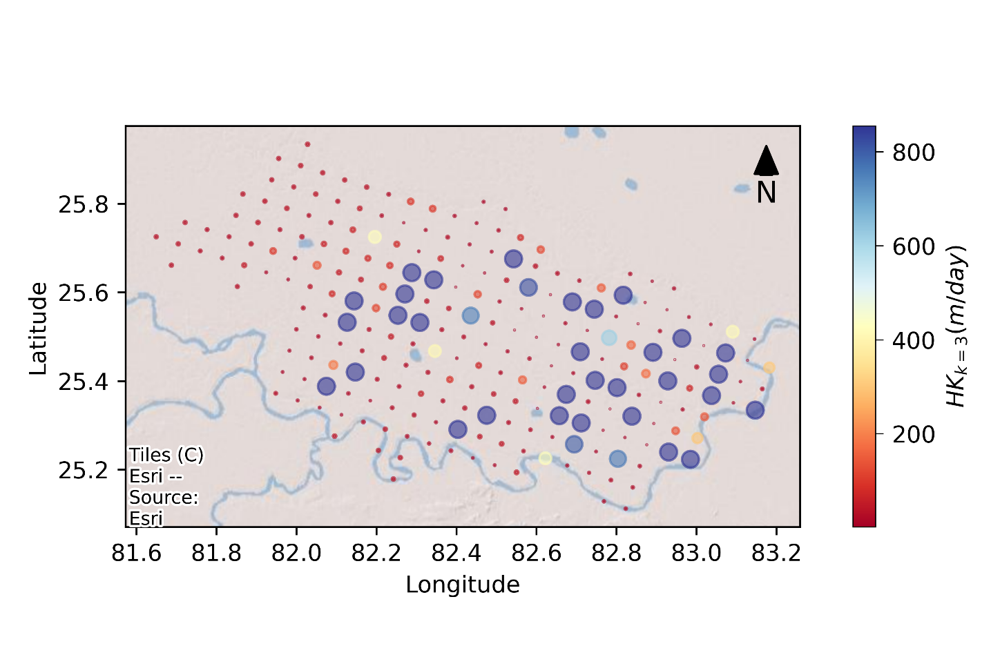 N
25.8
25.6
25.4
25.2
Latitude
Tiles (C)
Esri --
Source:
Esri
81.6 81.8 82.0 82.2 82.4 82.6 82.8 83.0 83.2
Longitude
800
600
400
200
HK_{k=3}(m/day)